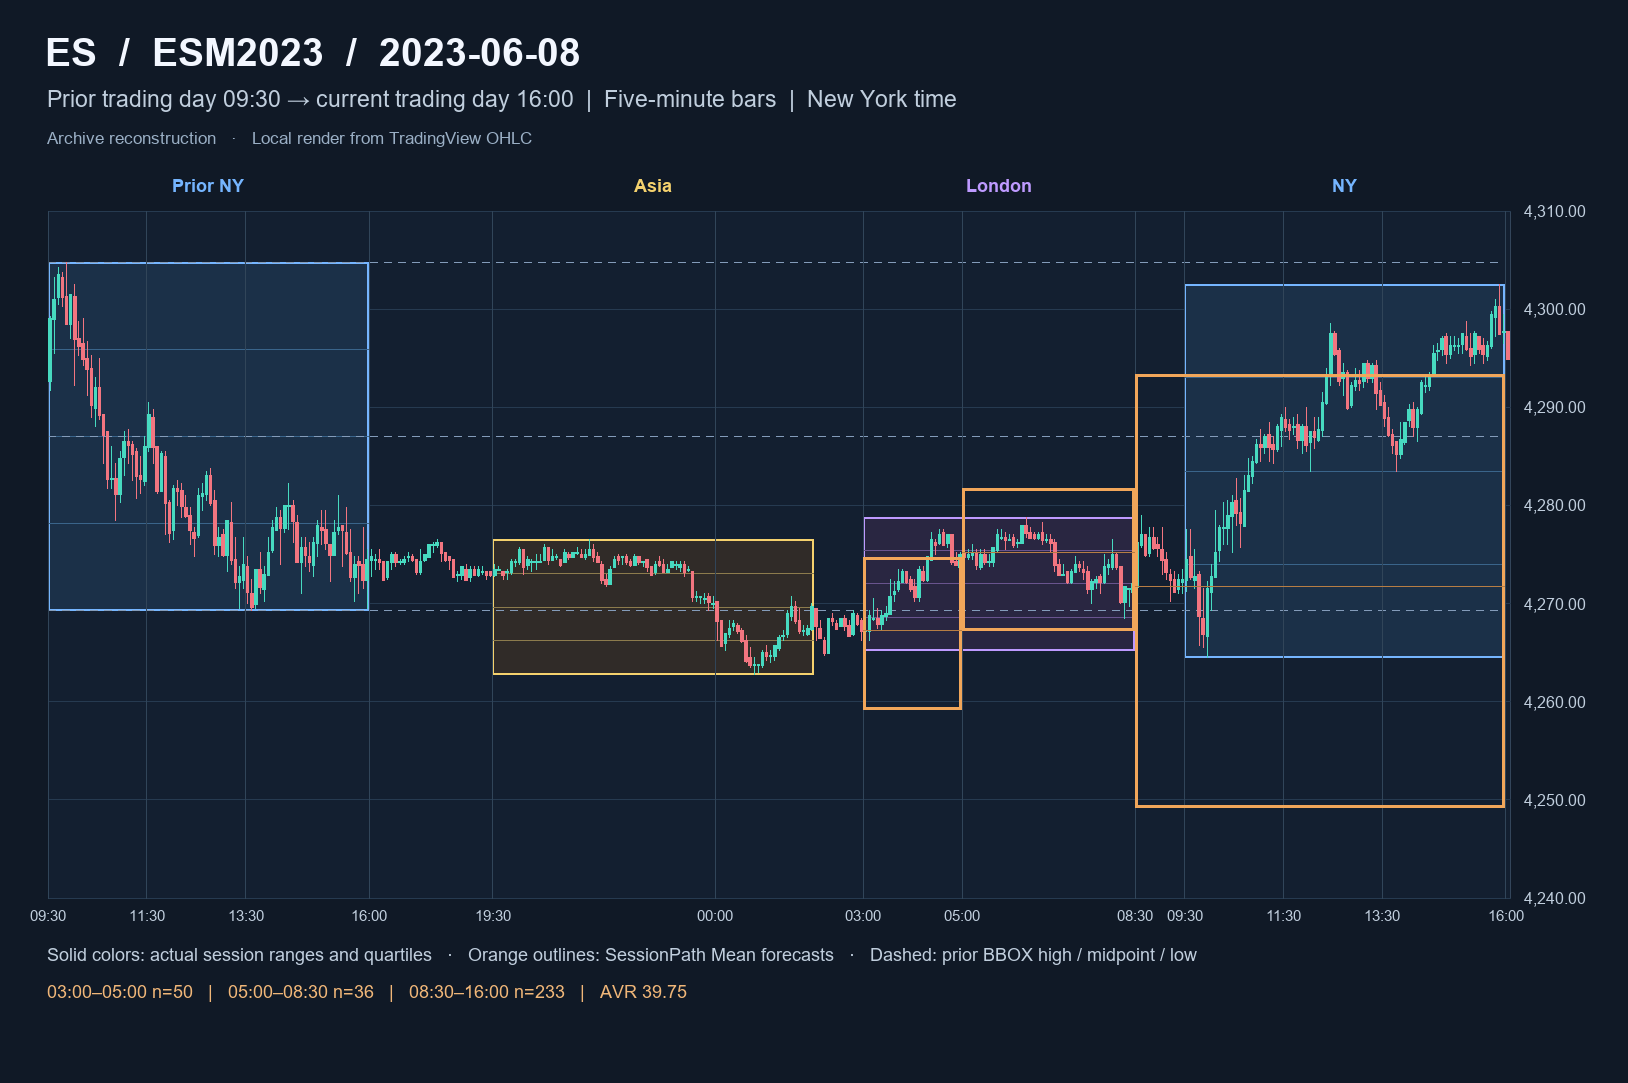 ES / ESM2023 / 2023-06-08
Prior trading day 09:30 → current trading day 16:00 | Five-minute bars | New York time
Archive reconstruction · Local render from TradingView OHLC
Prior NY Asia London NY
4,310.00
4,300.00
4,290.00
4,280.00
4,270.00
4,260.00
4,250.00
4,240.00
09:30 11:30 13:30 16:00 19:30 00:00 03:00 05:00 08:30 09:30 11:30 13:30 16:00
Solid colors: actual session ranges and quartiles · Orange outlines: SessionPath Mean forecasts · Dashed: prior BBOX high / midpoint / low
03:00–05:00 n=50 | 05:00–08:30 n=36 | 08:30–16:00 n=233 | AVR 39.75